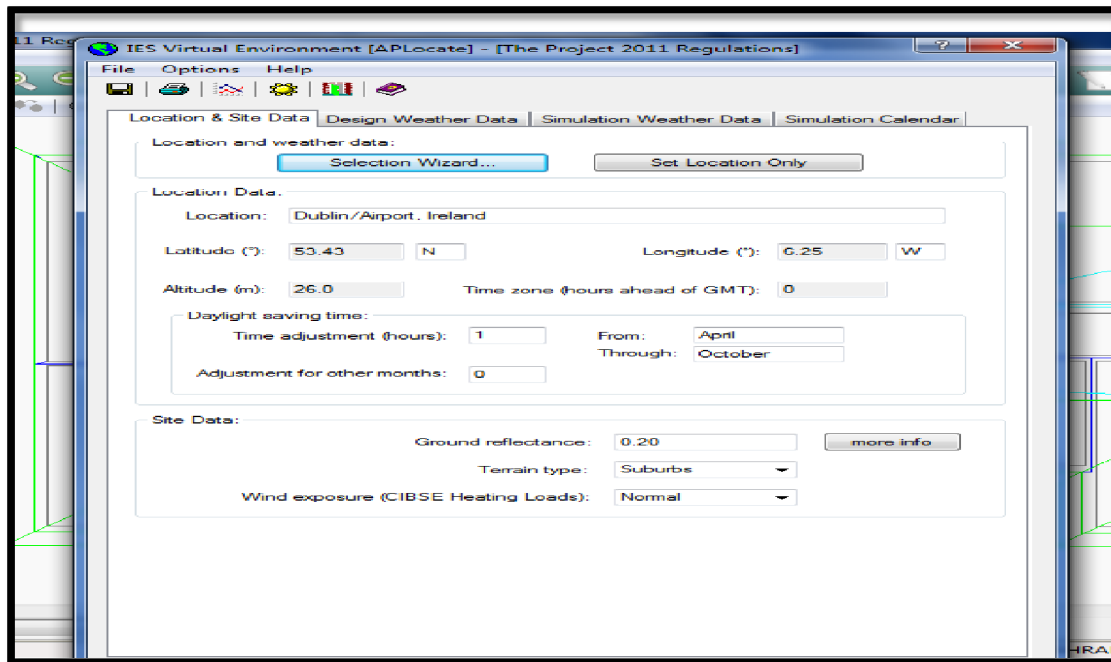 11 Reg
IES Virtual Environment [APLocate] - [The Project 2011 Regulations]
File Options Help
Location & Site Data Design Weather Data Simulation Weather Data Simulation Calendar
Location and weather data:
Selection Wizard... Set Location Only
Location Data:
Location: Dublin/Airport, Ireland
Latitude (°): 53.43 N Longitude (°): 6.25 W
Altitude (m): 26.0 Time zone (hours ahead of GMT): 0
Daylight saving time:
Time adjustment (hours): 1 From: April
Through: October
Adjustment for other months: 0
Site Data:
Ground reflectance: 0.20 more info
Terrain type: Suburbs
Wind exposure (CIBSE Heating Loads): Normal
HRA